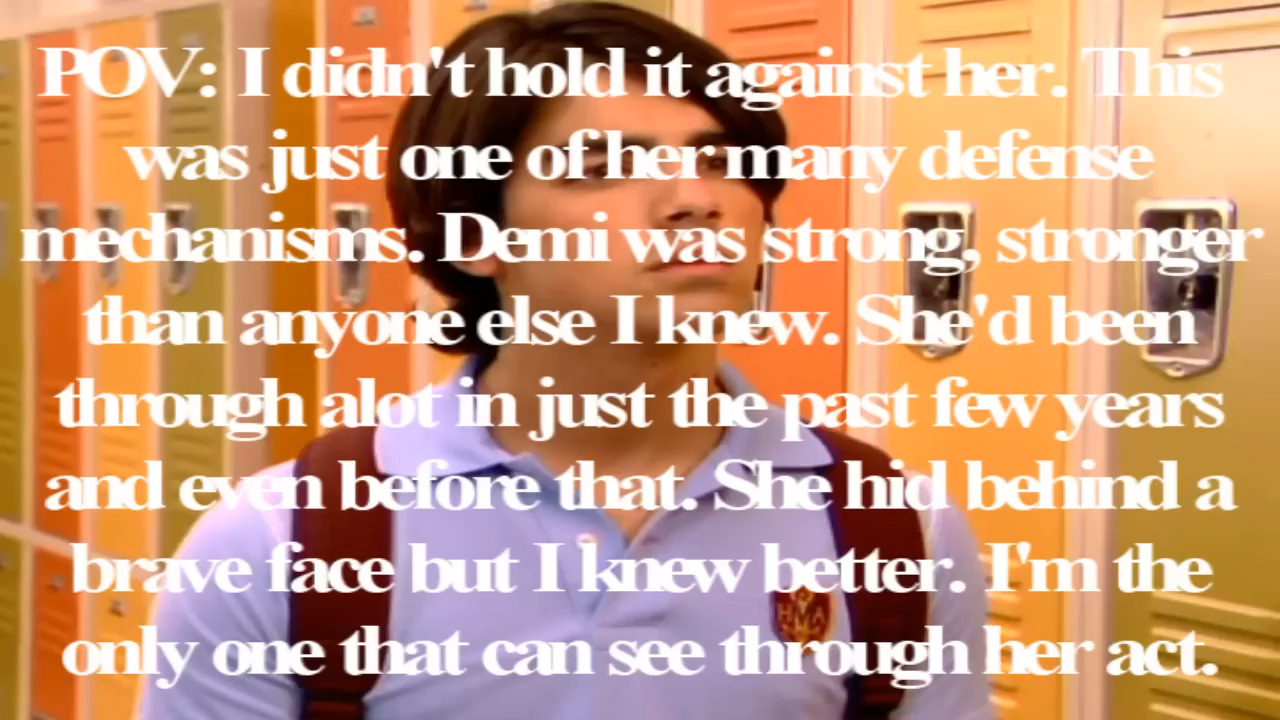 POV: I didn't hold it against her. This
was just one of her many defense
mechanisms. Demi was strong, stronger
than anyone else I knew. She'd been
through alot in just the past few years
and even before that. She hid behind a
brave face but I knew better. I'm the
only one that can see through her act.
HMA